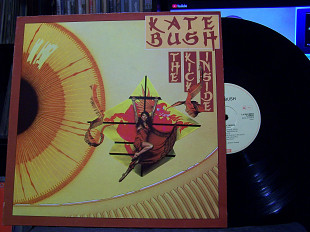 KATE
BUSH
THE
KICK
INSIDE